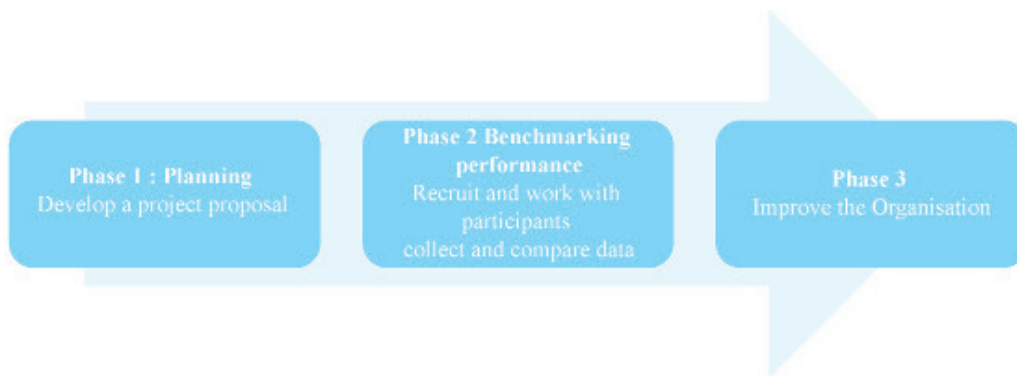 Phase 1 : Planning
Develop a project proposal
Phase 2 Benchmarking
performance
Recruit and work with
participants
collect and compare data
Phase 3
Improve the Organisation